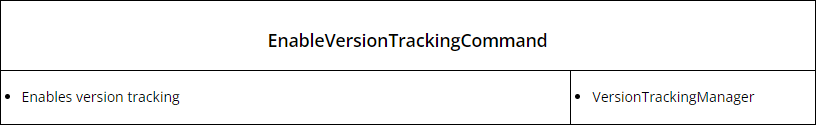 EnableVersionTrackingCommand
• Enables version tracking
• VersionTrackingManager